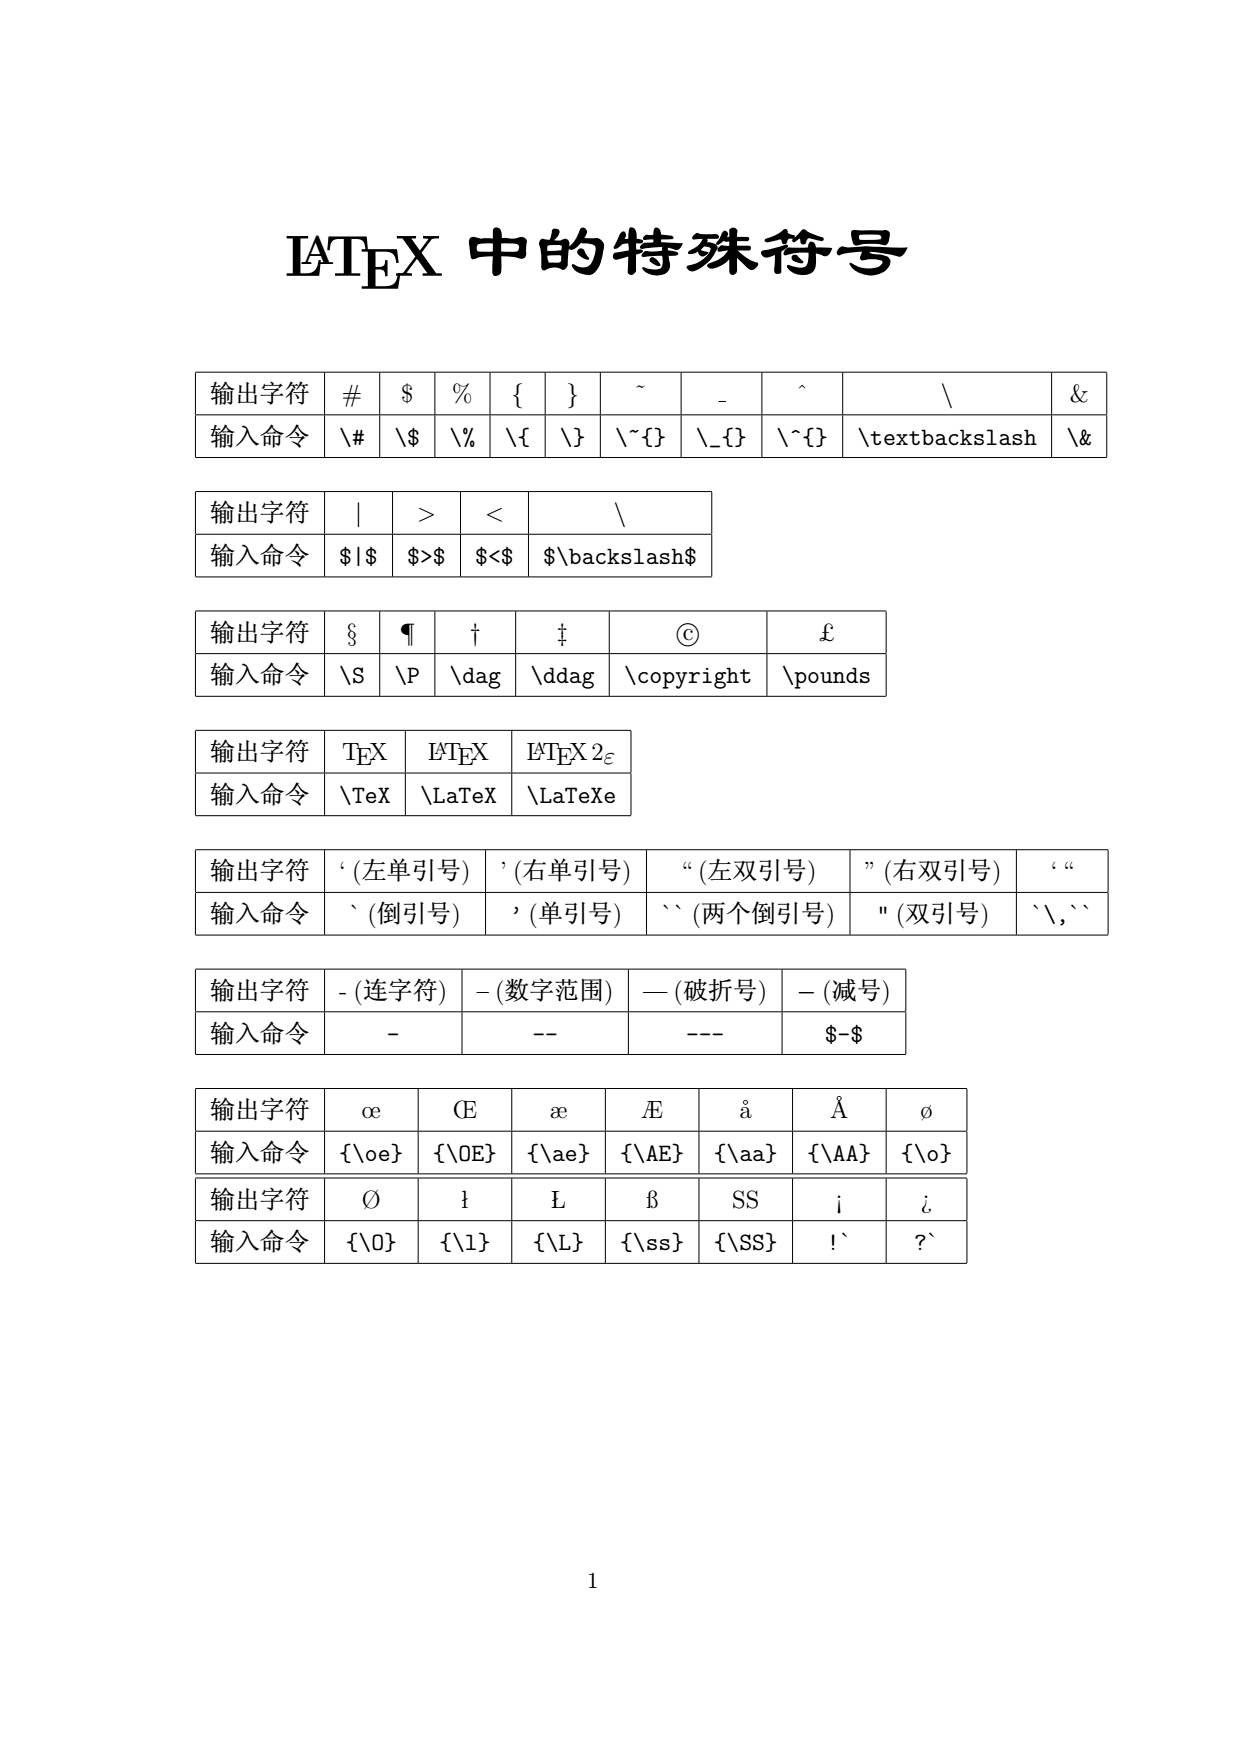 LATEX 中的特殊符号
输出字符 # $ % { } ˜ _ ˆ \ &
输入命令 \# \$ \% \{ \} \~{} \_{} \^{} \textbackslash \&
输出字符 | > < \
输入命令 $|$ $>$ $<$ $\backslash$
输出字符 § ¶ † ‡ © £
输入命令 \S \P \dag \ddag \copyright \pounds
输出字符 TEX LATEX LATEX 2ε
输入命令 \TeX \LaTeX \LaTeXe
输出字符 ‘ (左单引号) ’ (右单引号) “ (左双引号) ” (右双引号) ‘ “
输入命令 ` (倒引号) ' (单引号) `` (两个倒引号) " (双引号) `\,``
输出字符 - (连字符) – (数字范围) — (破折号) − (减号)
输入命令 - -- --- $-$
输出字符 œ Œ æ Æ å Å ø
输入命令 {\oe} {\OE} {\ae} {\AE} {\aa} {\AA} {\o}
输出字符 Ø ł Ł ß SS ¡ ¿
输入命令 {\O} {\l} {\L} {\ss} {\SS} !` ?`
1